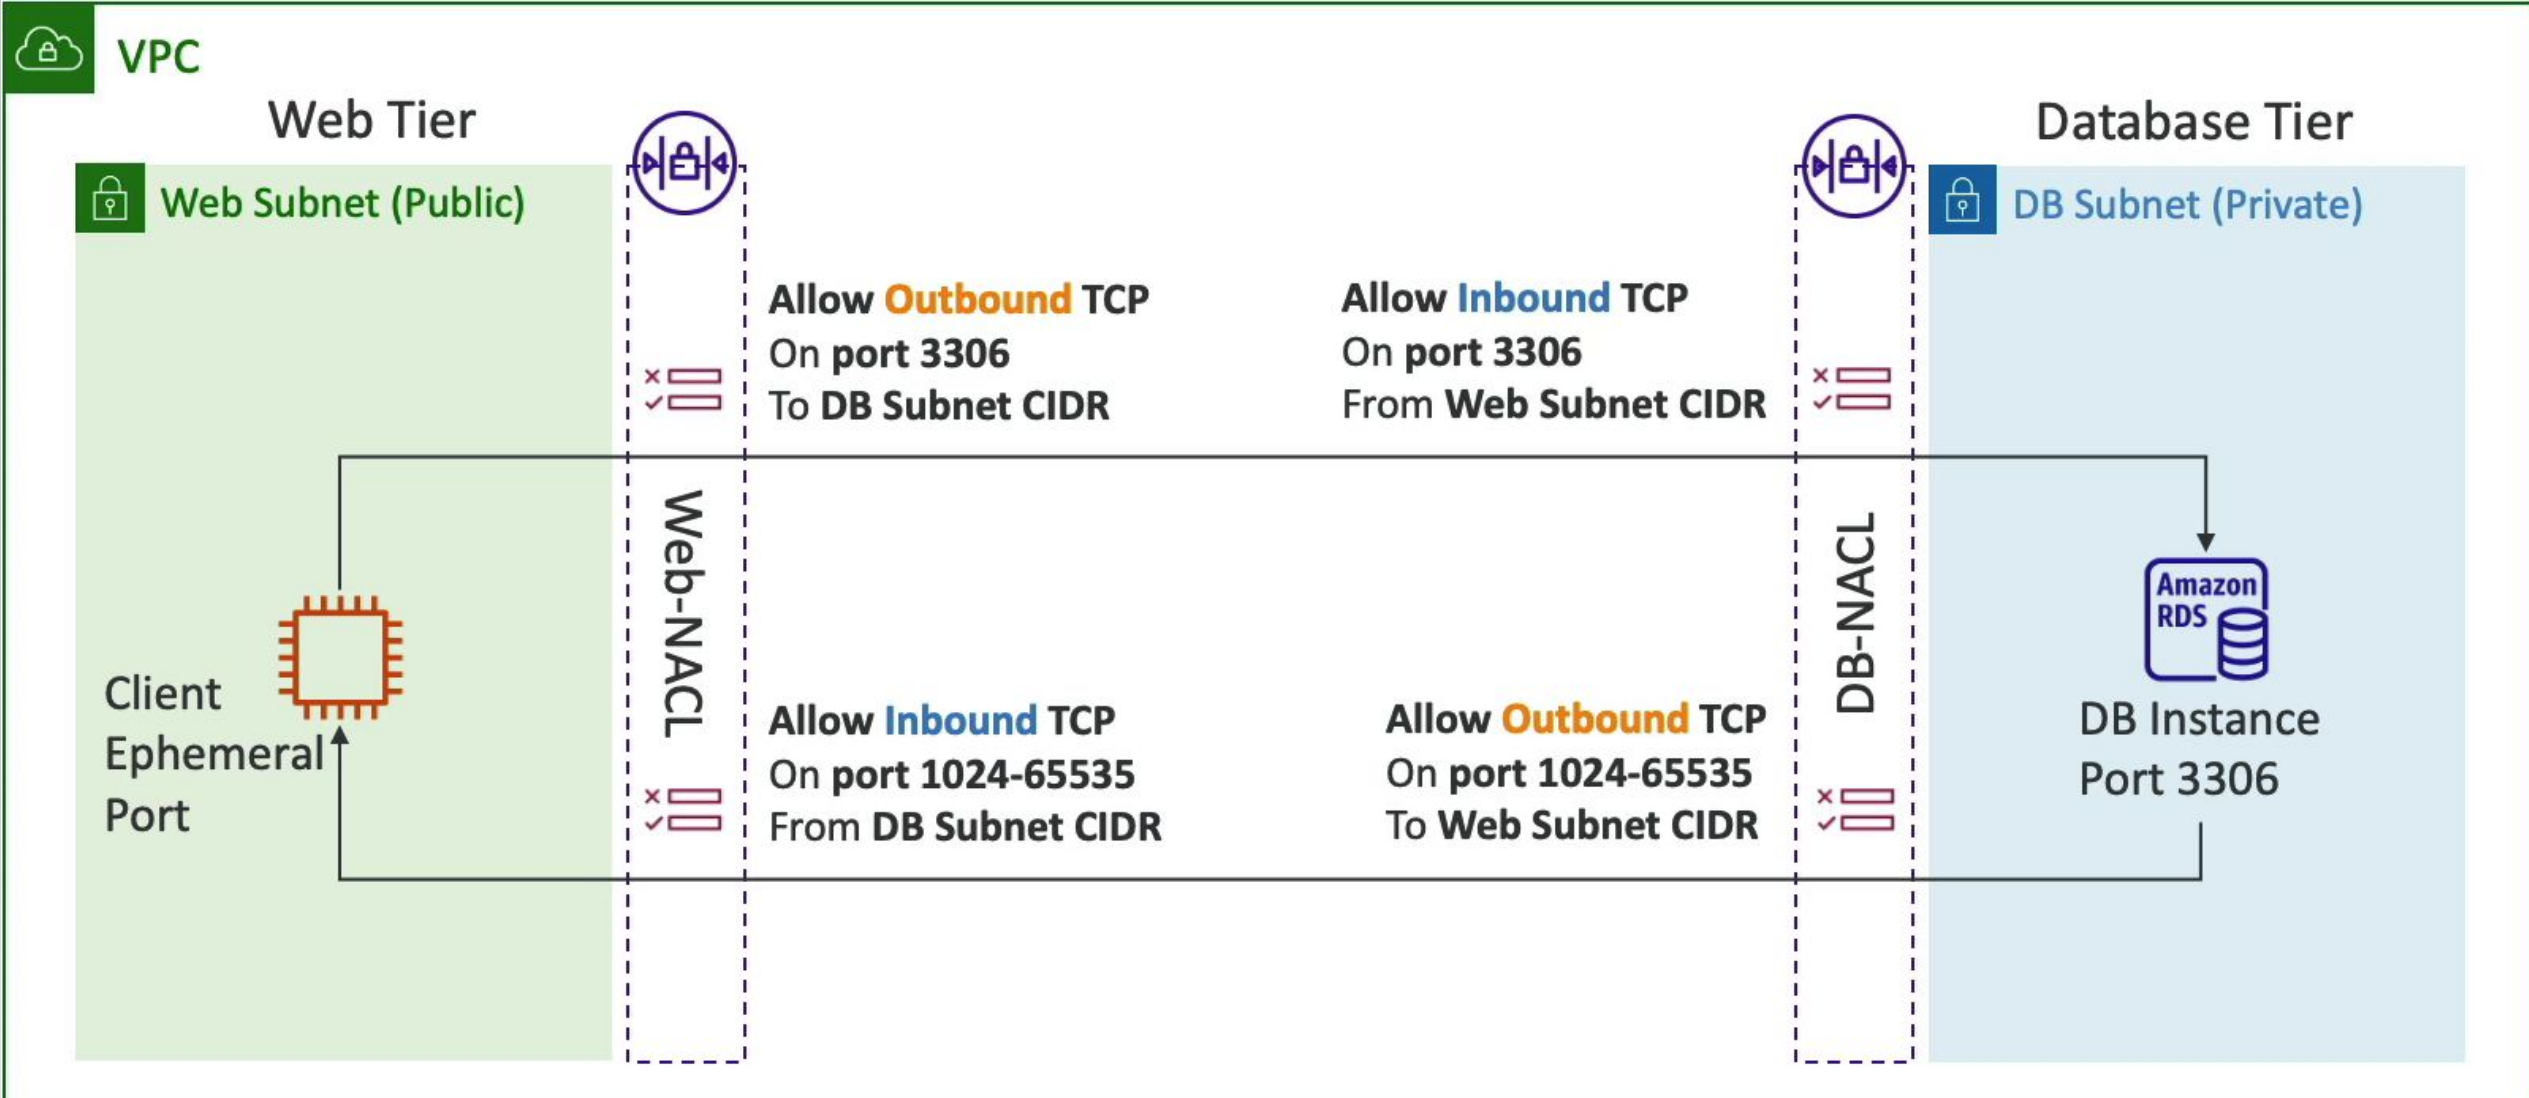 VPC
Web Tier
Database Tier
Web Subnet (Public)
DB Subnet (Private)
Allow Outbound TCP
On port 3306
To DB Subnet CIDR
Allow Inbound TCP
On port 3306
From Web Subnet CIDR
Web-NACL
DB-NACL
Amazon
RDS
Client
Ephemeral
Port
Allow Inbound TCP
On port 1024-65535
From DB Subnet CIDR
Allow Outbound TCP
On port 1024-65535
To Web Subnet CIDR
DB Instance
Port 3306